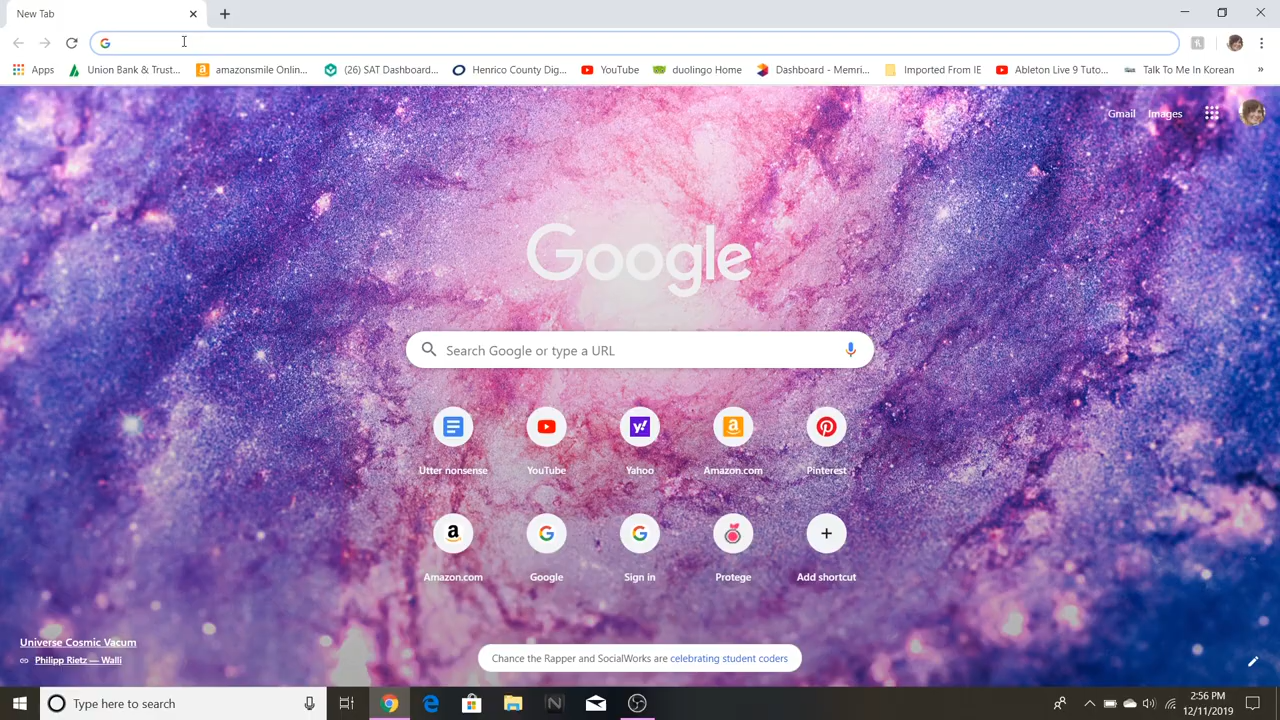 New Tab
Apps
Union Bank & Trust...
amazonsmile Onlin...
(26) SAT Dashboard...
Henrico County Dig...
YouTube
duolingo Home
Dashboard - Memri...
Imported From IE
Ableton Live 9 Tuto...
Talk To Me In Korean
»
Gmail
Images
Google
Search Google or type a URL
Utter nonsense
YouTube
Yahoo
Amazon.com
Pinterest
Amazon.com
Google
Sign in
Protege
Add shortcut
Universe Cosmic Vacum
Philipp Rietz — Walli
Chance the Rapper and SocialWorks are celebrating student coders
Type here to search
2:56 PM
12/11/2019